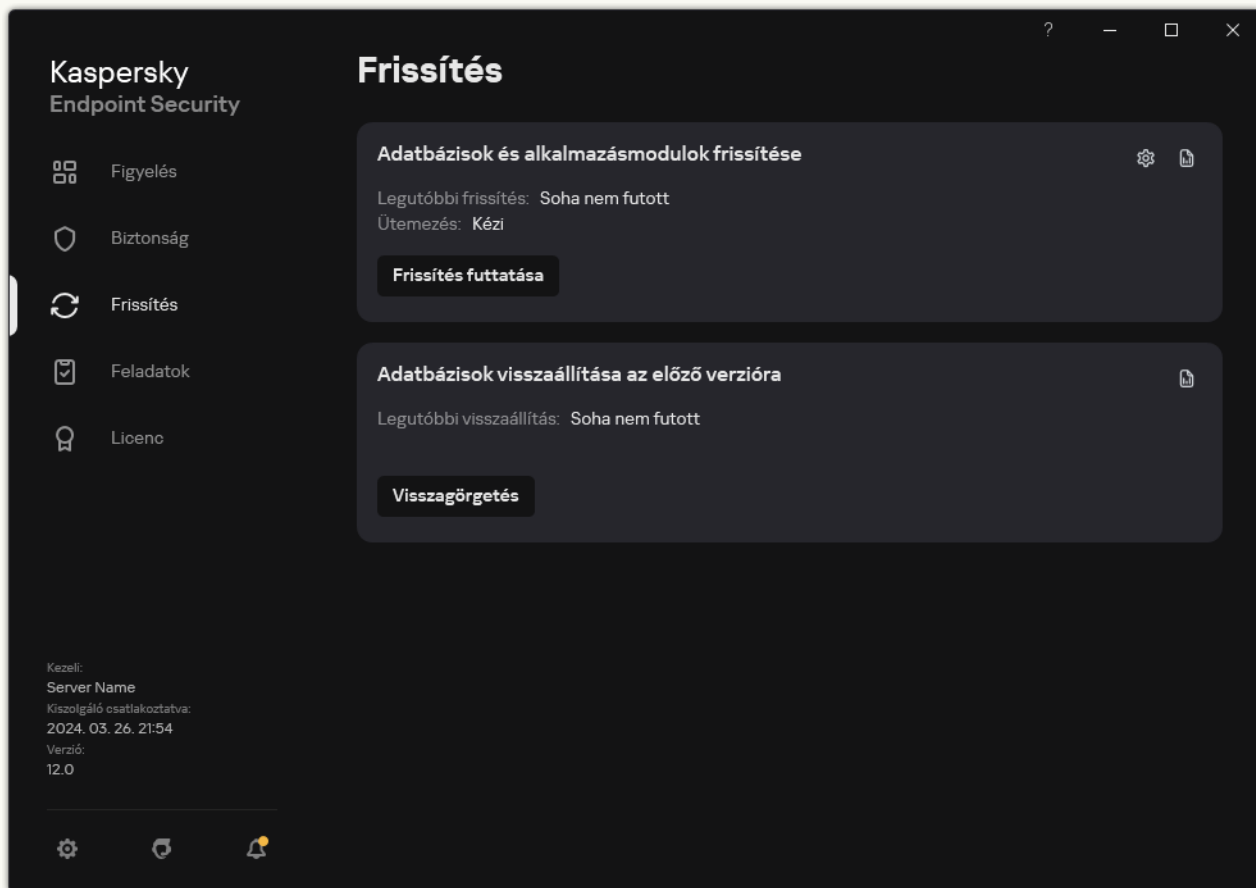 ?
Kaspersky
Endpoint Security
Figyelés
Biztonság
Frissítés
Feladatok
Licenc
Kezeli:
Server Name
Kiszolgáló csatlakoztatva:
2024. 03. 26. 21:54
Verzió:
12.0
Frissítés
Adatbázisok és alkalmazásmodulok frissítése
Legutóbbi frissítés: Soha nem futott
Ütemezés: Kézi
Frissítés futtatása
Adatbázisok visszaállítása az előző verzióra
Legutóbbi visszaállítás: Soha nem futott
Visszagörgetés